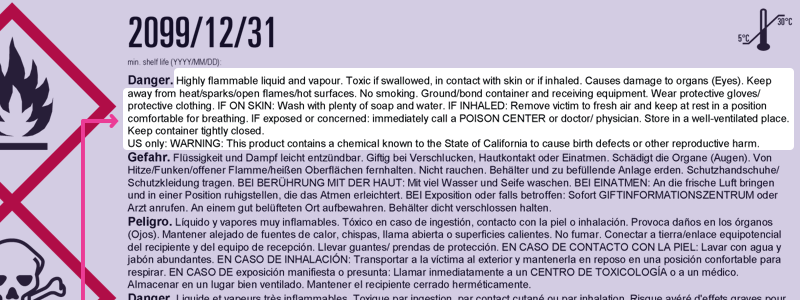 2099/12/31
min. shelf life (YYYY/MM/DD):
5°C
30°C
Danger. Highly flammable liquid and vapour. Toxic if swallowed, in contact with skin or if inhaled. Causes damage to organs (Eyes). Keep
away from heat/sparks/open flames/hot surfaces. No smoking. Ground/bond container and receiving equipment. Wear protective gloves/
protective clothing. IF ON SKIN: Wash with plenty of soap and water. IF INHALED: Remove victim to fresh air and keep at rest in a position
comfortable for breathing. IF exposed or concerned: immediately call a POISON CENTER or doctor/ physician. Store in a well-ventilated place.
Keep container tightly closed.
US only: WARNING: This product contains a chemical known to the State of California to cause birth defects or other reproductive harm.
Gefahr. Flüssigkeit und Dampf leicht entzündbar. Giftig bei Verschlucken, Hautkontakt oder Einatmen. Schädigt die Organe (Augen). Von
Hitze/Funken/offener Flamme/heißen Oberflächen fernhalten. Nicht rauchen. Behälter und zu befüllende Anlage erden. Schutzhandschuhe/
Schutzkleidung tragen. BEI BERÜHRUNG MIT DER HAUT: Mit viel Wasser und Seife waschen. BEI EINATMEN: An die frische Luft bringen
und in einer Position ruhigstellen, die das Atmen erleichtert. BEI Exposition oder falls betroffen: Sofort GIFTINFORMATIONSZENTRUM oder
Arzt anrufen. An einem gut belüfteten Ort aufbewahren. Behälter dicht verschlossen halten.
Peligro. Líquido y vapores muy inflamables. Tóxico en caso de ingestión, contacto con la piel o inhalación. Provoca daños en los órganos
(Ojos). Mantener alejado de fuentes de calor, chispas, llama abierta o superficies calientes. No fumar. Conectar a tierra/enlace equipotencial
del recipiente y del equipo de recepción. Llevar guantes/ prendas de protección. EN CASO DE CONTACTO CON LA PIEL: Lavar con agua y
jabón abundantes. EN CASO DE INHALACIÓN: Transportar a la víctima al exterior y mantenerla en reposo en una posición confortable para
respirar. EN CASO DE exposición manifiesta o presunta: Llamar inmediatamente a un CENTRO DE TOXICOLOGÍA o a un médico.
Almacenar en un lugar bien ventilado. Mantener el recipiente cerrado herméticamente.
Danger. Liquide et vapeurs très inflammables. Toxique par ingestion, par contact cutané ou par inhalation. Risque avéré d'effets graves pour